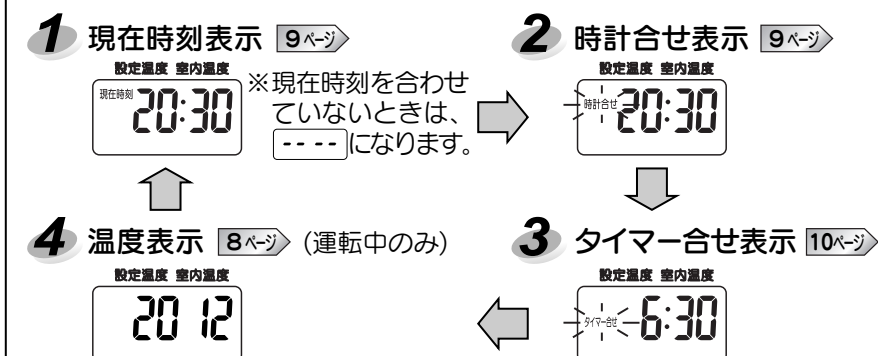 1 現在時刻表示 9ページ
設定温度 室内温度
現在時刻 20:30
※現在時刻を合わせ
ていないときは、
----になります。
2 時計合せ表示 9ページ
設定温度 室内温度
時計合せ 20:30
4 温度表示 8ページ (運転中のみ)
設定温度 室内温度
20 12
3 タイマー合せ表示 10ページ
設定温度 室内温度
タイマー合せ 6:30